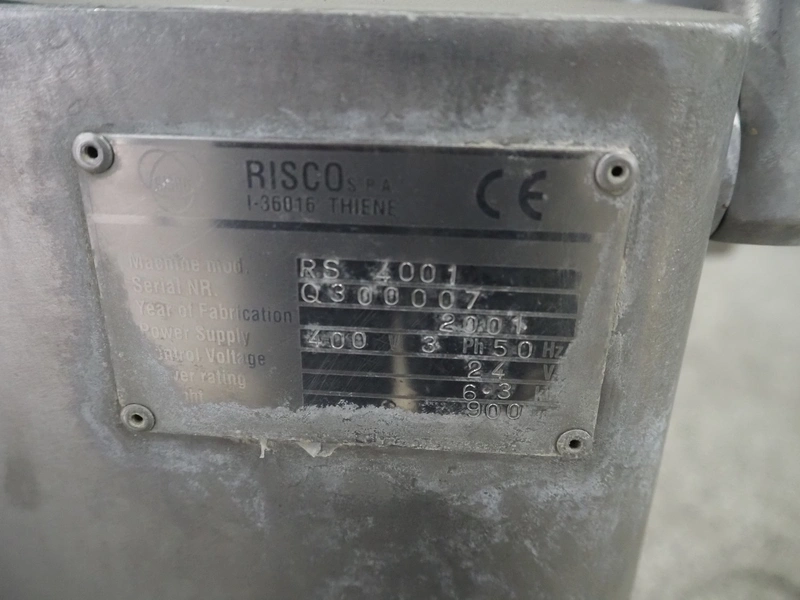 RISCO S.P.A.
I-36016 THIENE
CE
Machine mod. RS 4001
Serial NR. Q300007
Year of Fabrication 2001
Power Supply 400 V 3 Ph 50 Hz
Control Voltage 24 V
rating 6.3
900